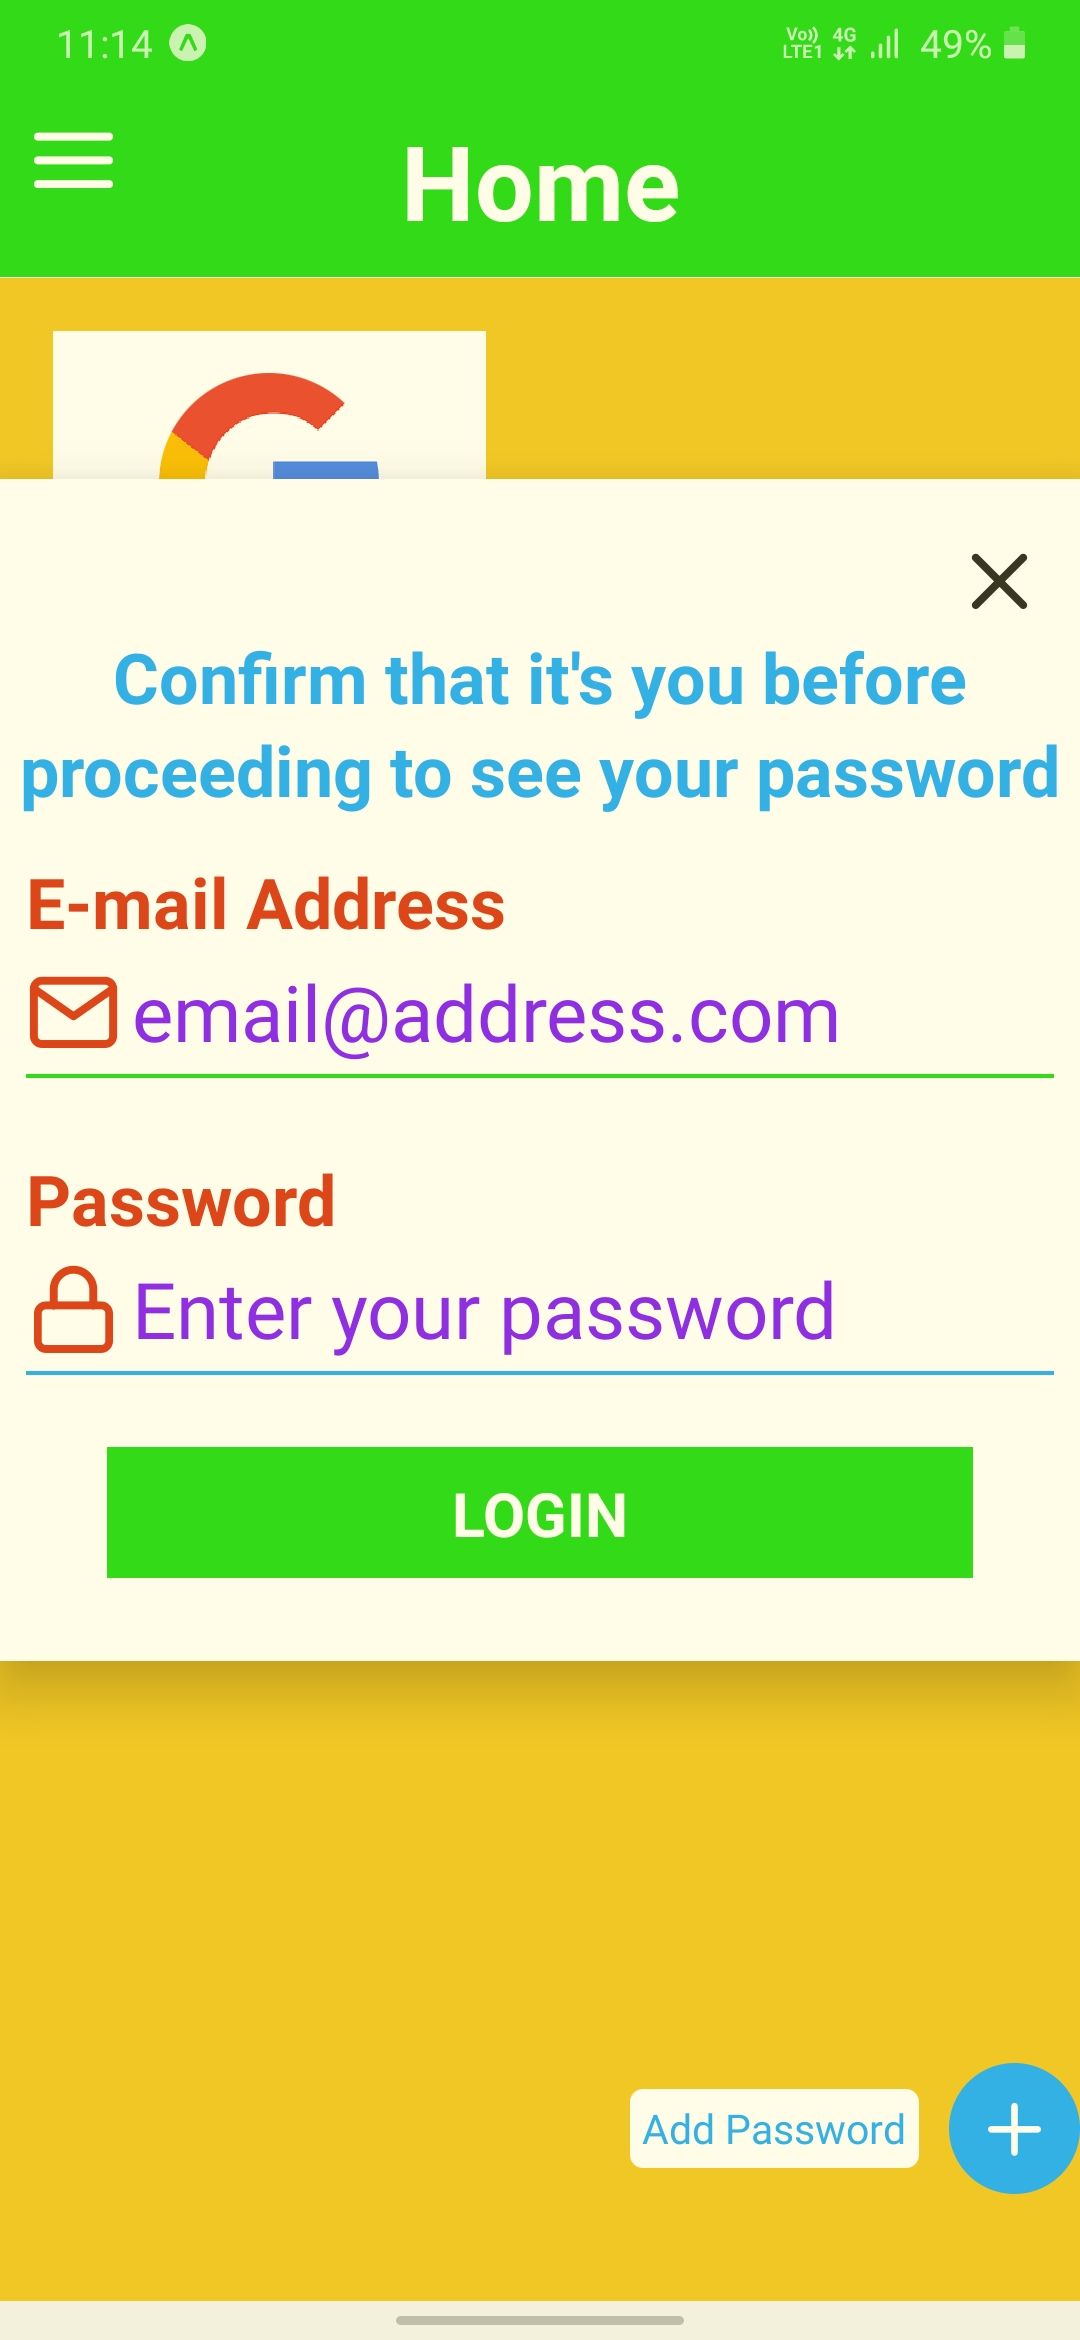 11:14
Vo)) 4G
LTE1 49%
Home
Confirm that it's you before
proceeding to see your password
E-mail Address
email@address.com
Password
Enter your password
LOGIN
Add Password